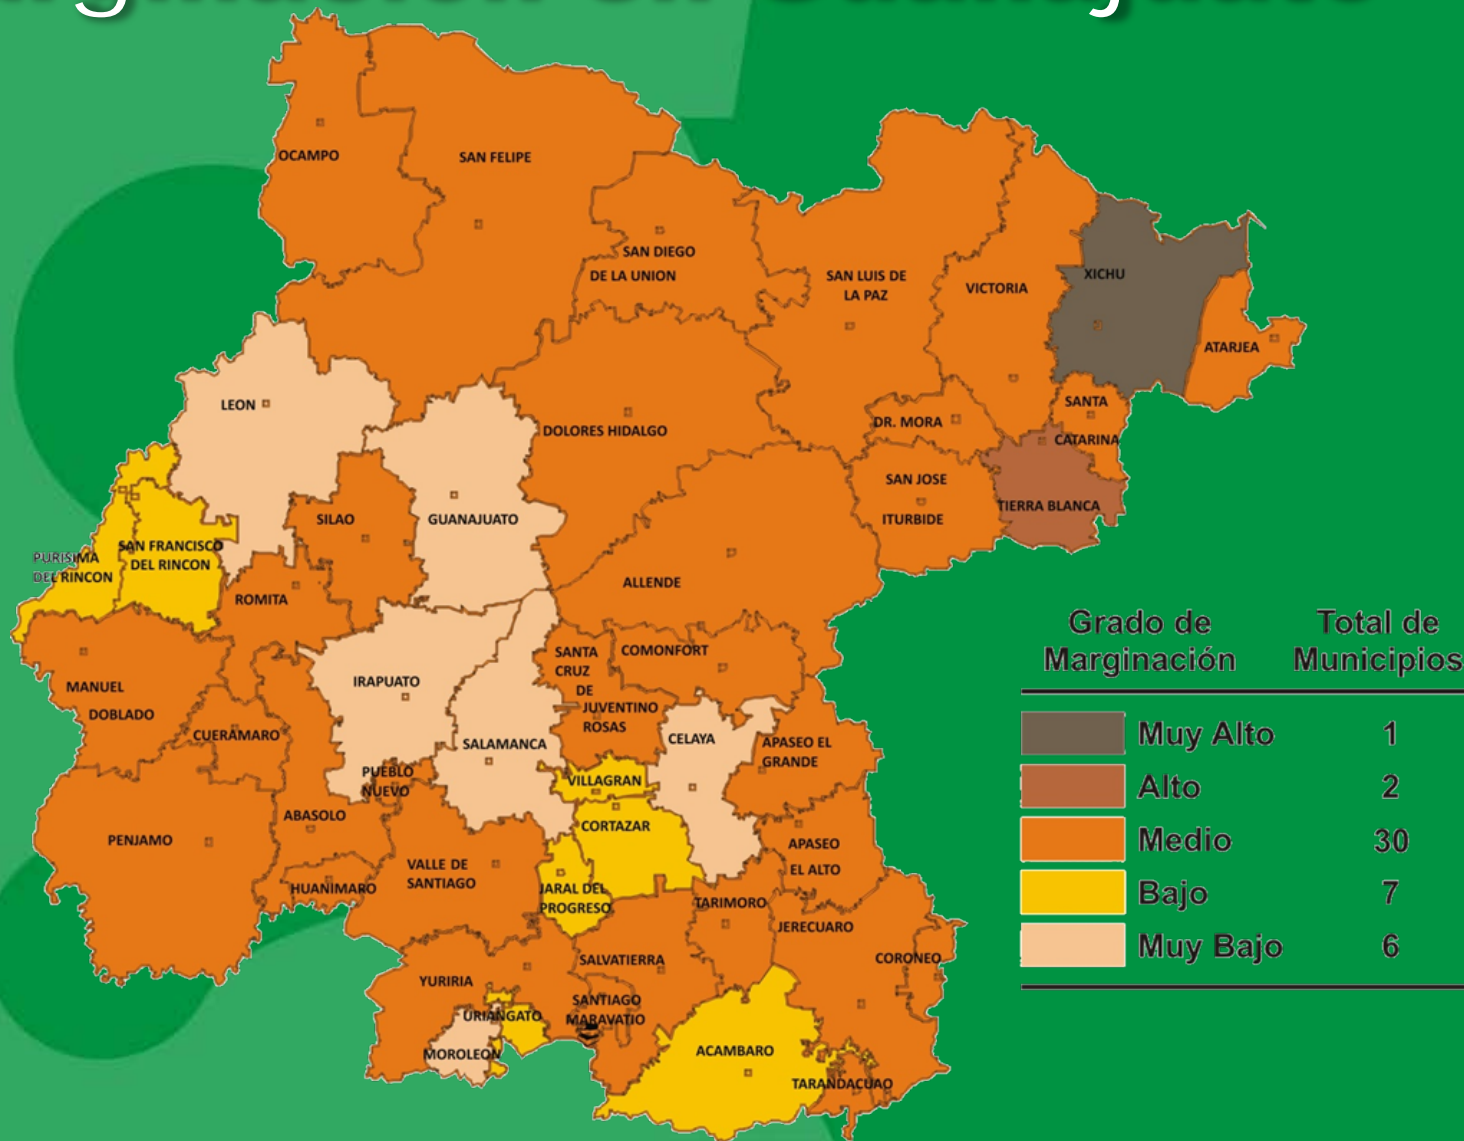 OCAMPO
SAN FELIPE
SAN DIEGO
DE LA UNION
SAN LUIS DE
LA PAZ
VICTORIA
XICHU
ATARJEA
LEON
DOLORES HIDALGO
DR. MORA
SANTA
CATARINA
SAN JOSE
ITURBIDE
TIERRA BLANCA
SILAO
GUANAJUATO
PURISIMA
DEL RINCON
SAN FRANCISCO
DEL RINCON
ROMITA
ALLENDE
MANUEL
DOBLADO
IRAPUATO
SANTA
CRUZ
DE
JUVENTINO
ROSAS
COMONFORT
CUERAMARO
SALAMANCA
CELAYA
APASEO EL
GRANDE
PUEBLO
NUEVO
VILLAGRAN
PENJAMO
ABASOLO
CORTAZAR
APASEO
EL ALTO
HUANIMARO
VALLE DE
SANTIAGO
JARAL DEL
PROGRESO
TARIMORO
JERECUARO
CORONEO
YURIRIA
SALVATIERRA
SANTIAGO
MARAVATIO
URIANGATO
MOROLEON
ACAMBARO
TARANDACUAO
Grado de Marginación Total de Municipios
Muy Alto 1
Alto 2
Medio 30
Bajo 7
Muy Bajo 6